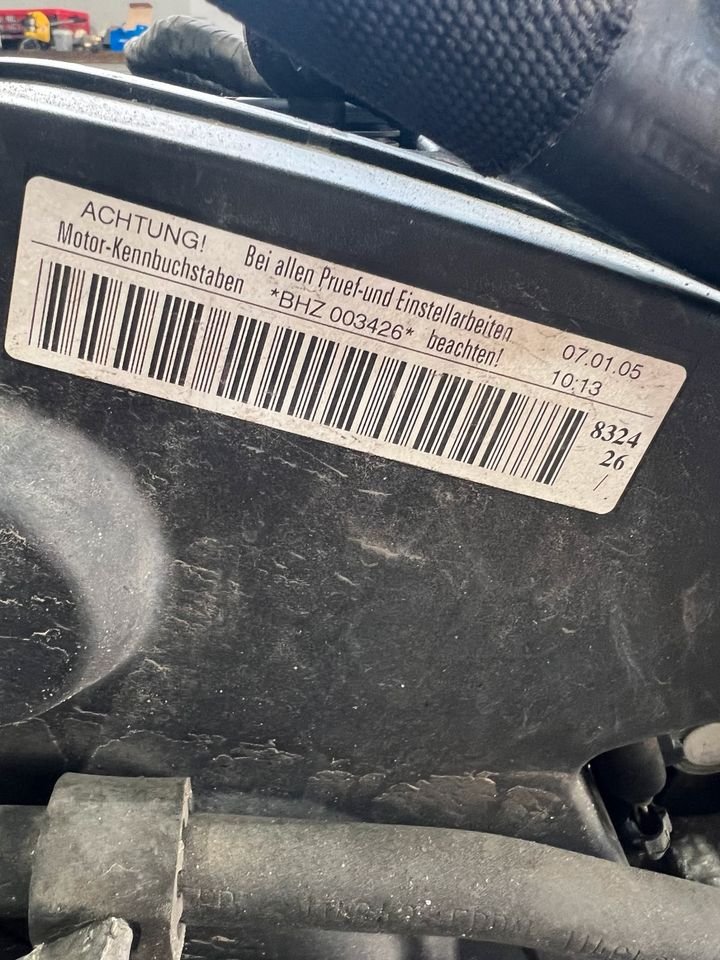 ACHTUNG! Bei allen Pruef-und Einstellarbeiten 07.01.05
Motor-Kennbuchstaben *BHZ 003426* beachten! 10:13
8324
26
/.